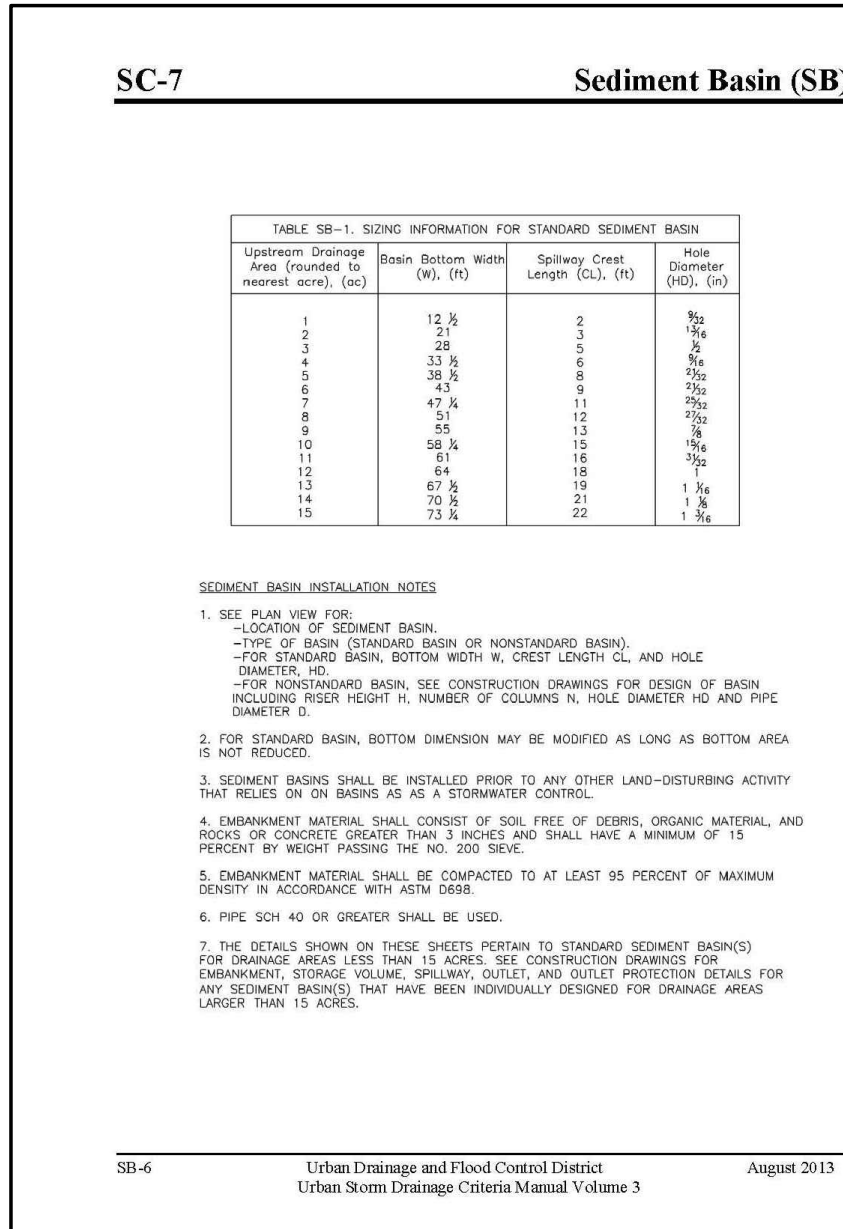 SC-7 Sediment Basin (SB)
TABLE SB-1. SIZING INFORMATION FOR STANDARD SEDIMENT BASIN
Upstream Drainage Area (rounded to nearest acre), (ac) | Basin Bottom Width (W), (ft) | Spillway Crest Length (CL), (ft) | Hole Diameter (HD), (in)
1 12 ½ 2 9/32
2 21 3 13/16
3 28 5 ½
4 33 ½ 6 9/16
5 38 ½ 8 21/32
6 43 9 21/32
7 47 ¼ 11 25/32
8 51 12 27/32
9 55 13 7/8
10 58 ¼ 15 15/16
11 61 16 31/32
12 64 18 1
13 67 ½ 19 1 1/16
14 70 ½ 21 1 1/8
15 73 ¼ 22 1 3/16
SEDIMENT BASIN INSTALLATION NOTES
1. SEE PLAN VIEW FOR:
-LOCATION OF SEDIMENT BASIN.
-TYPE OF BASIN (STANDARD BASIN OR NONSTANDARD BASIN).
-FOR STANDARD BASIN, BOTTOM WIDTH W, CREST LENGTH CL, AND HOLE
DIAMETER, HD.
-FOR NONSTANDARD BASIN, SEE CONSTRUCTION DRAWINGS FOR DESIGN OF BASIN
INCLUDING RISER HEIGHT H, NUMBER OF COLUMNS N, HOLE DIAMETER HD AND PIPE
DIAMETER D.
2. FOR STANDARD BASIN, BOTTOM DIMENSION MAY BE MODIFIED AS LONG AS BOTTOM AREA
IS NOT REDUCED.
3. SEDIMENT BASINS SHALL BE INSTALLED PRIOR TO ANY OTHER LAND-DISTURBING ACTIVITY
THAT RELIES ON ON BASINS AS AS A STORMWATER CONTROL.
4. EMBANKMENT MATERIAL SHALL CONSIST OF SOIL FREE OF DEBRIS, ORGANIC MATERIAL, AND
ROCKS OR CONCRETE GREATER THAN 3 INCHES AND SHALL HAVE A MINIMUM OF 15
PERCENT BY WEIGHT PASSING THE NO. 200 SIEVE.
5. EMBANKMENT MATERIAL SHALL BE COMPACTED TO AT LEAST 95 PERCENT OF MAXIMUM
DENSITY IN ACCORDANCE WITH ASTM D698.
6. PIPE SCH 40 OR GREATER SHALL BE USED.
7. THE DETAILS SHOWN ON THESE SHEETS PERTAIN TO STANDARD SEDIMENT BASIN(S)
FOR DRAINAGE AREAS LESS THAN 15 ACRES. SEE CONSTRUCTION DRAWINGS FOR
EMBANKMENT, STORAGE VOLUME, SPILLWAY, OUTLET, AND OUTLET PROTECTION DETAILS FOR
ANY SEDIMENT BASIN(S) THAT HAVE BEEN INDIVIDUALLY DESIGNED FOR DRAINAGE AREAS
LARGER THAN 15 ACRES.
SB-6 Urban Drainage and Flood Control District August 2013
Urban Storm Drainage Criteria Manual Volume 3